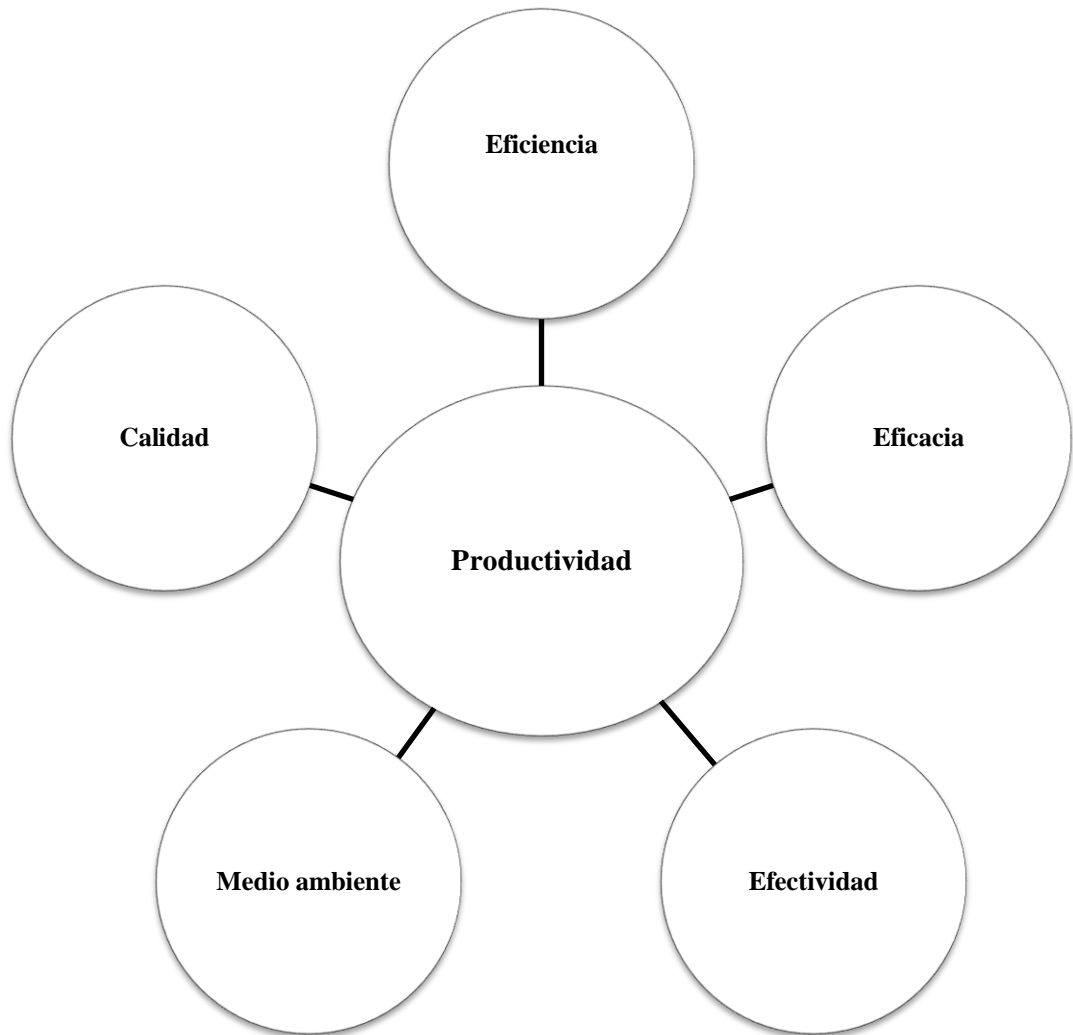 Eficiencia
Calidad
Eficacia
Productividad
Medio ambiente
Efectividad